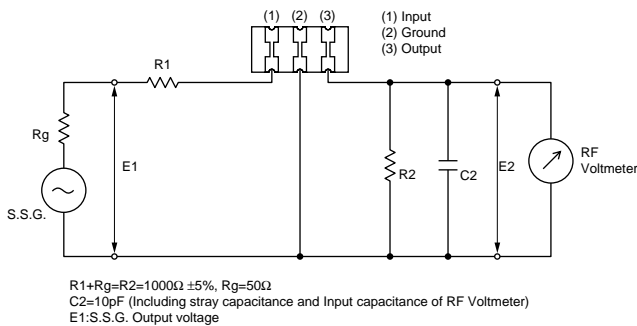 (1) (2) (3)
(1) Input
(2) Ground
(3) Output
R1
Rg
E1
S.S.G.
R2
C2
E2
RF
Voltmeter
R1+Rg=R2=1000Ω ±5%, Rg=50Ω
C2=10pF (Including stray capacitance and Input capacitance of RF Voltmeter)
E1:S.S.G. Output voltage